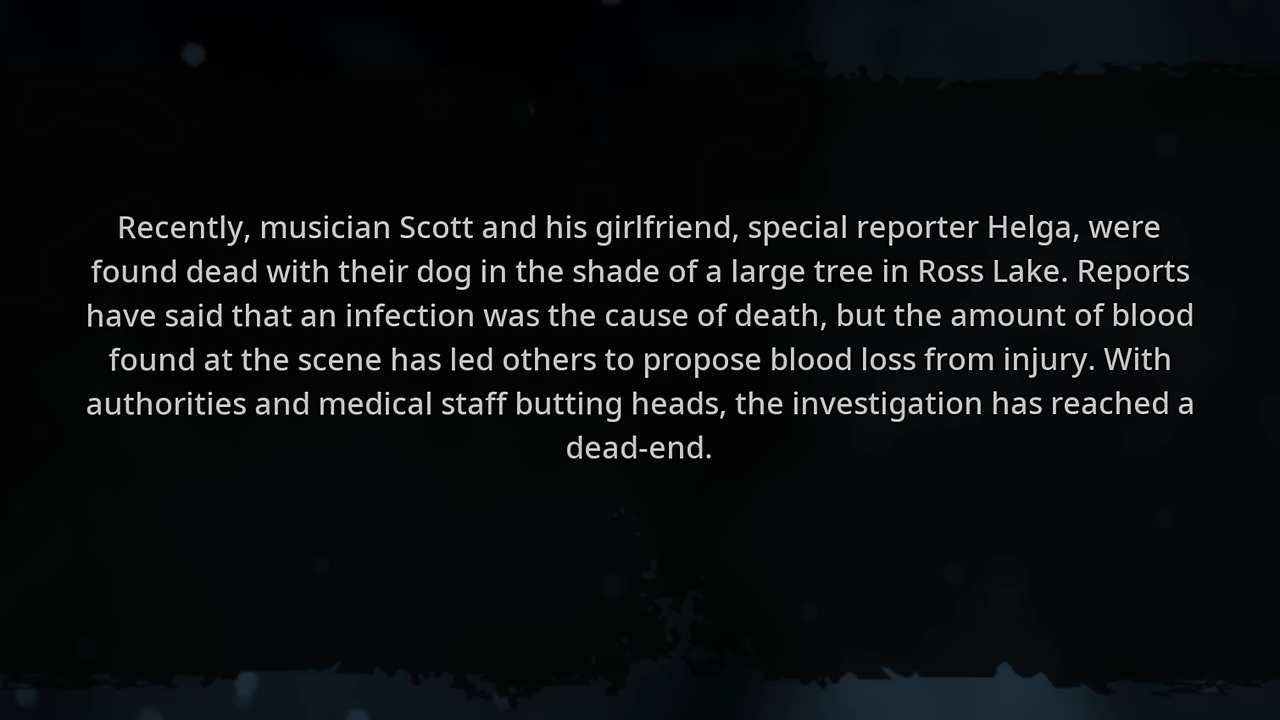 Recently, musician Scott and his girlfriend, special reporter Helga, were
found dead with their dog in the shade of a large tree in Ross Lake. Reports
have said that an infection was the cause of death, but the amount of blood
found at the scene has led others to propose blood loss from injury. With
authorities and medical staff butting heads, the investigation has reached a
dead-end.